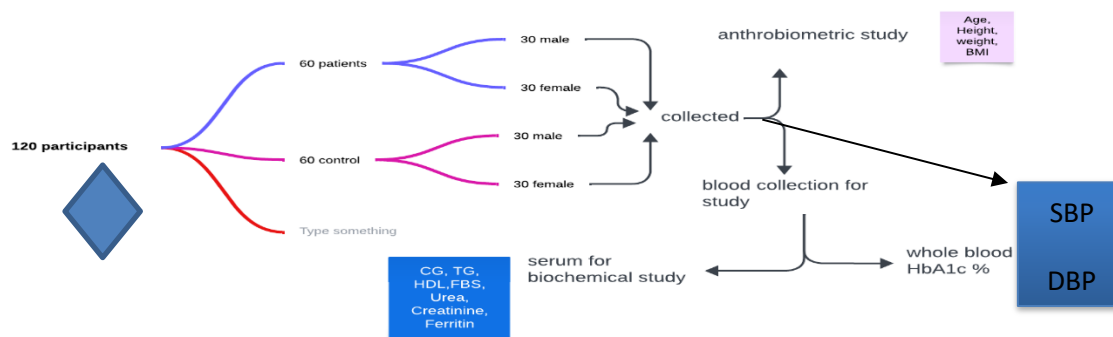 120 participants
60 patients
60 control
Type something
30 male
30 female
30 male
30 female
collected
anthrobiometric study
Age,
Height,
weight,
BMI
blood collection for
study
SBP
DBP
whole blood
HbA1c %
serum for
biochemical study
CG, TG,
HDL,FBS,
Urea,
Creatinine,
Ferritin